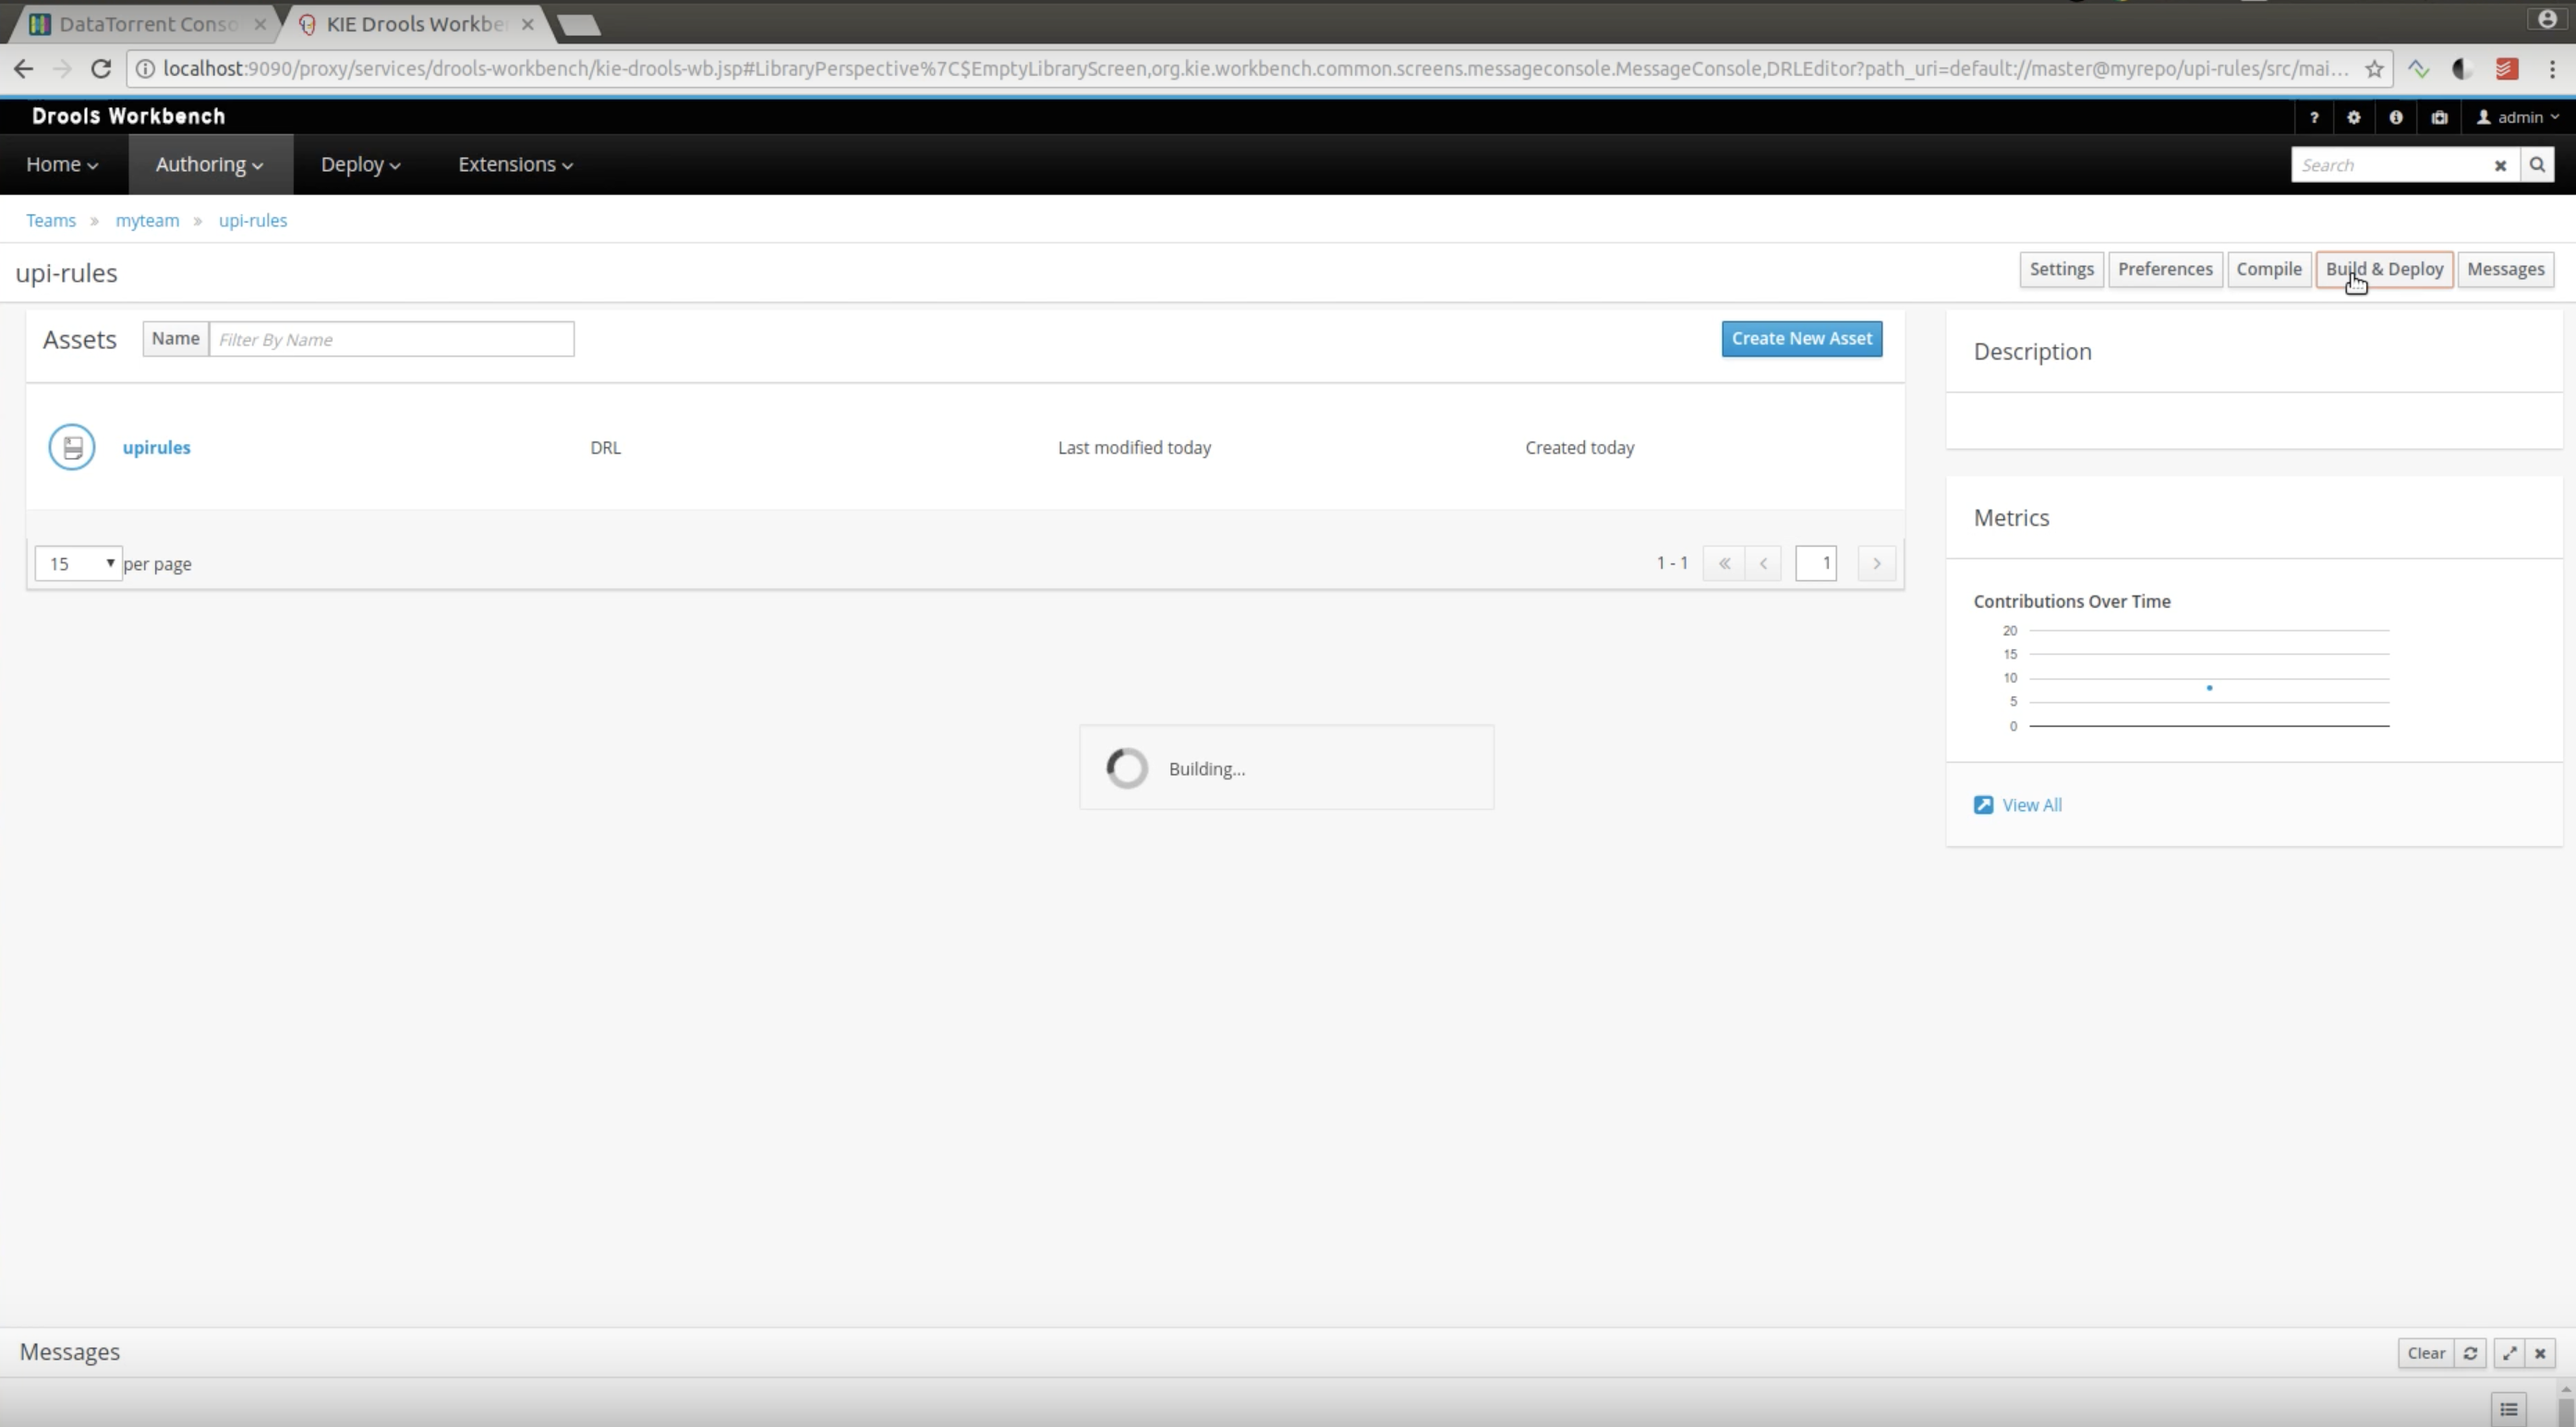 DataTorrent Conso
KIE Drools Workbe
localhost:9090/proxy/services/drools-workbench/kie-drools-wb.jsp#LibraryPerspective%7C$EmptyLibraryScreen,org.kie.workbench.common.screens.messageconsole.MessageConsole,DRLEditor?path_uri=default://master@myrepo/upi-rules/src/mai...
Drools Workbench
? admin
Home Authoring Deploy Extensions
Search
Teams » myteam » upi-rules
upi-rules
Settings Preferences Compile Build & Deploy Messages
Assets Name Filter By Name Create New Asset
upirules DRL Last modified today Created today
15 per page
1 - 1 « ‹ 1 ›
Description
Metrics
Contributions Over Time
20
15
10
5
0
View All
Building...
Messages
Clear